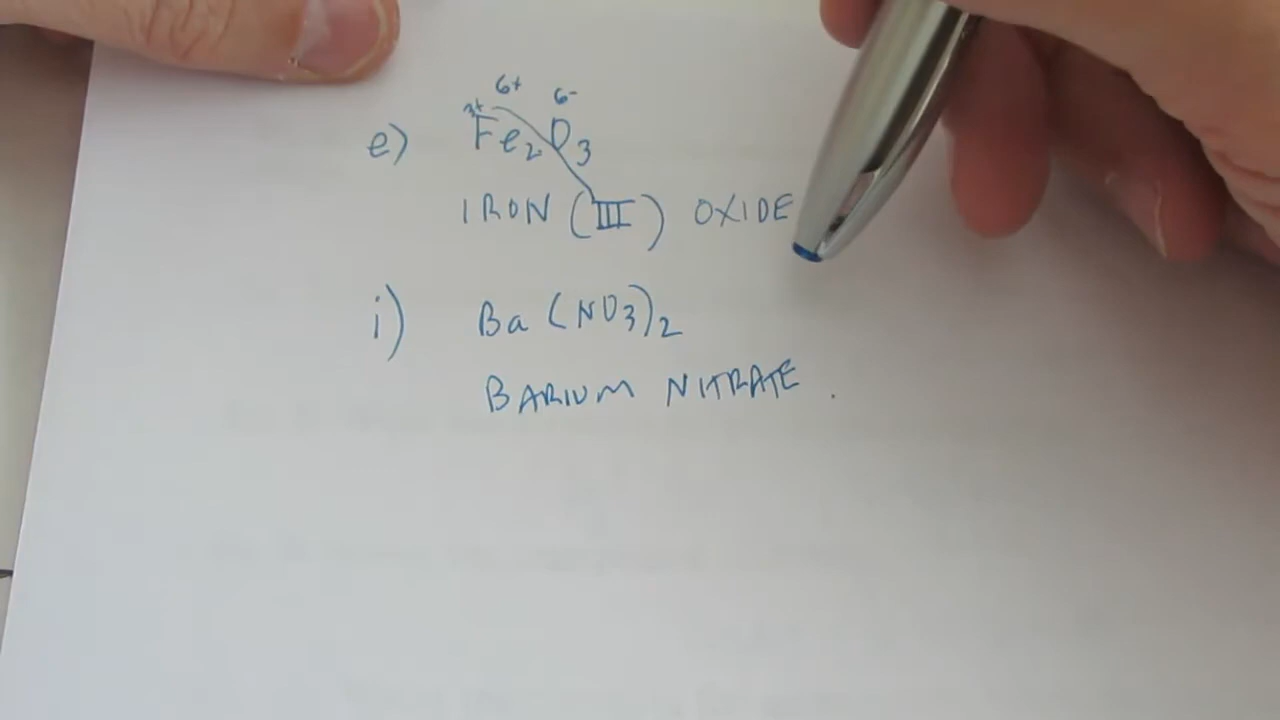 3+ 6+ 6-
e) Fe2O3
IRON (III) OXIDE
i) Ba (NO3)2
BARIUM NITRATE.